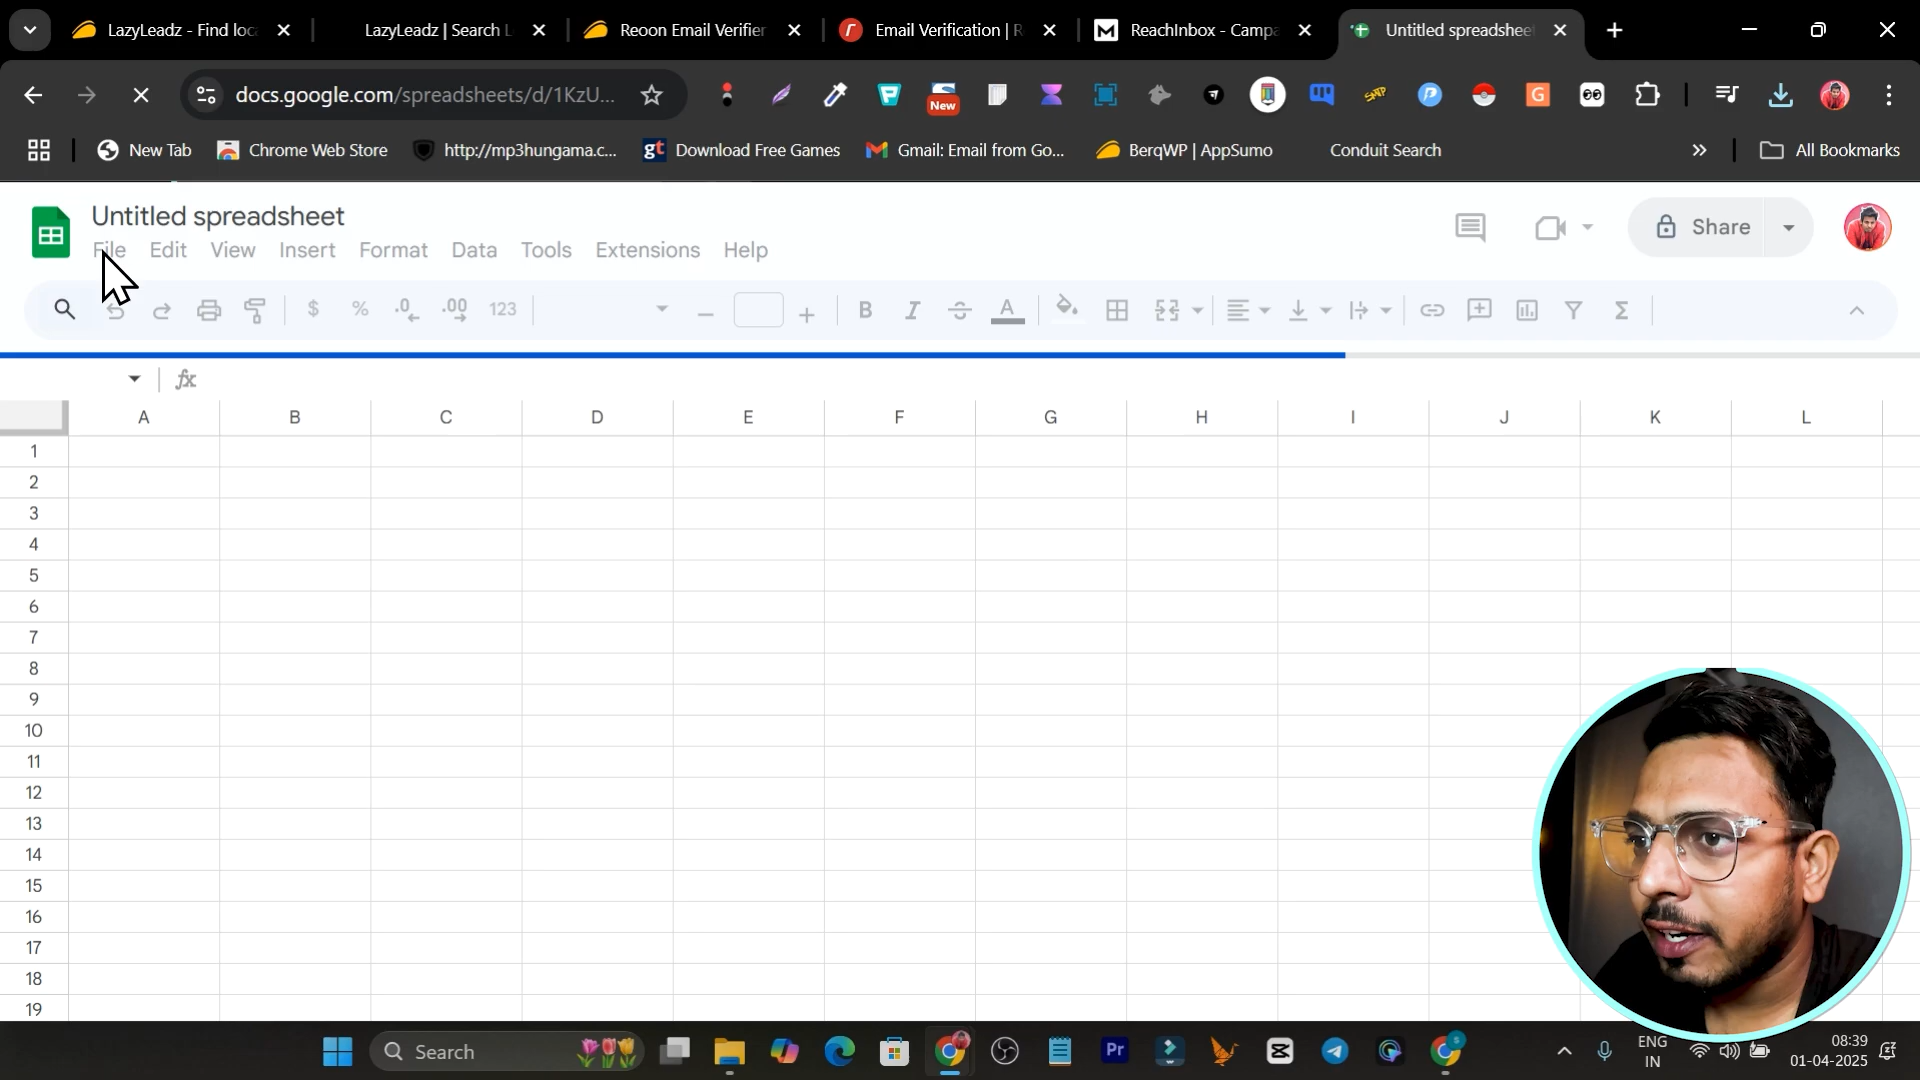 LazyLeadz - Find loc
LazyLeadz | Search L
Reoon Email Verifier
Email Verification | R
ReachInbox - Campa
Untitled spreadshee
docs.google.com/spreadsheets/d/1KzU...
New
New Tab
Chrome Web Store
http://mp3hungama.c...
Download Free Games
Gmail: Email from Go...
BerqWP | AppSumo
Conduit Search
All Bookmarks
Untitled spreadsheet
File Edit View Insert Format Data Tools Extensions Help
Share
$ % .0 .00 123 B I S A Σ
fx
A B C D E F G H I J K L
1
2
3
4
5
6
7
8
9
10
11
12
13
14
15
16
17
18
19
Search
ENG
IN
08:39
01-04-2025